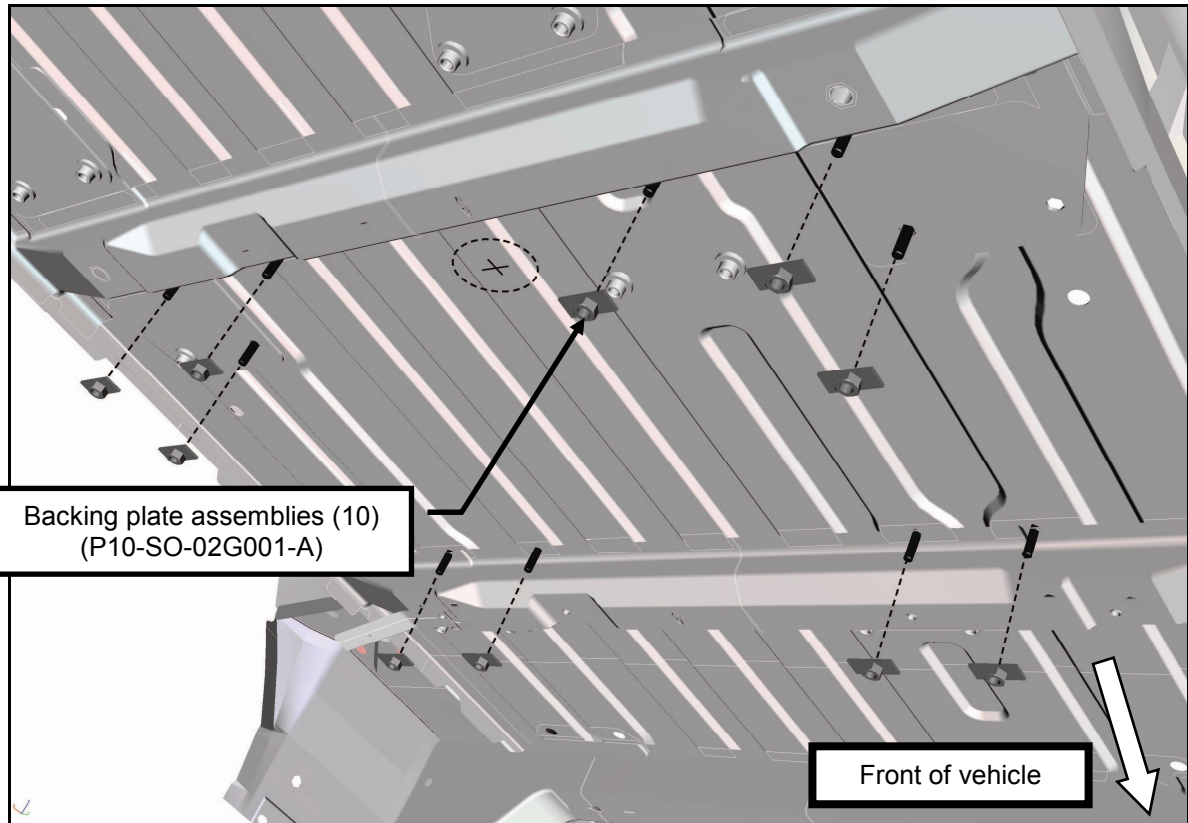 Backing plate assemblies (10)
(P10-SO-02G001-A)
Front of vehicle